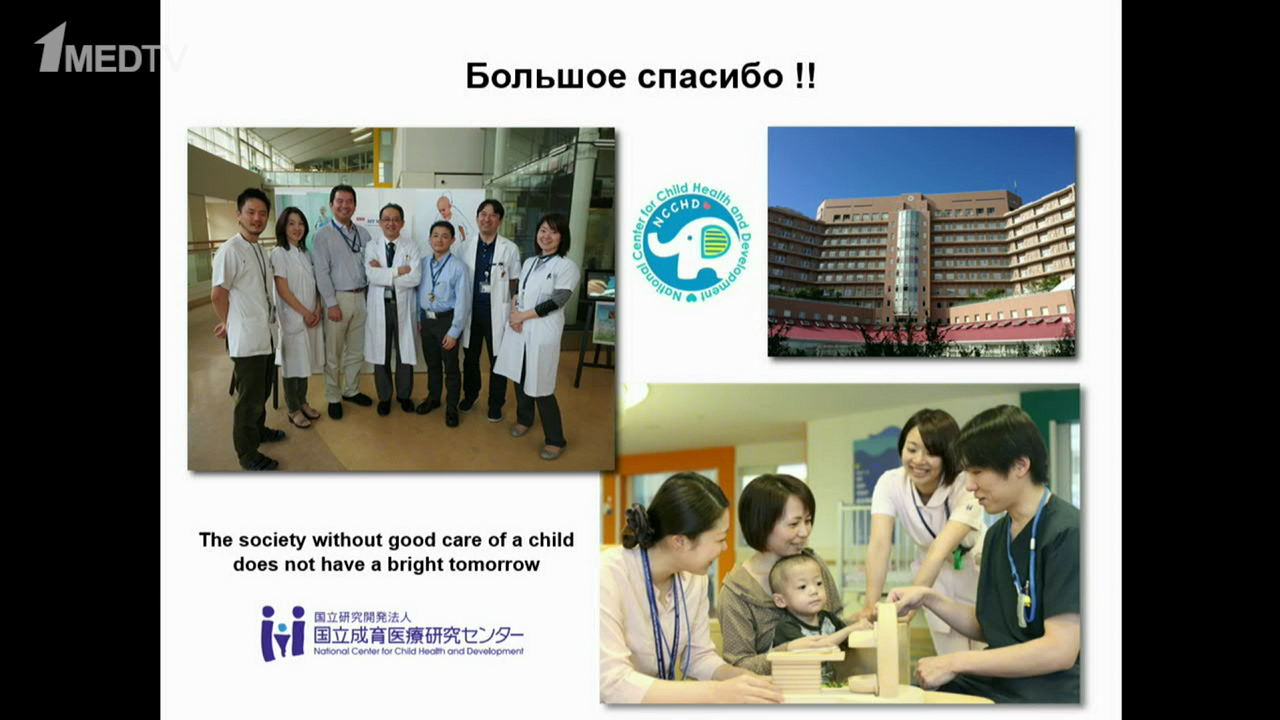 1MEDTV
Большое спасибо !!
National Center for Child Health and Development
NCCHD
The society without good care of a child
does not have a bright tomorrow
国立研究開発法人
国立成育医療研究センター
National Center for Child Health and Development